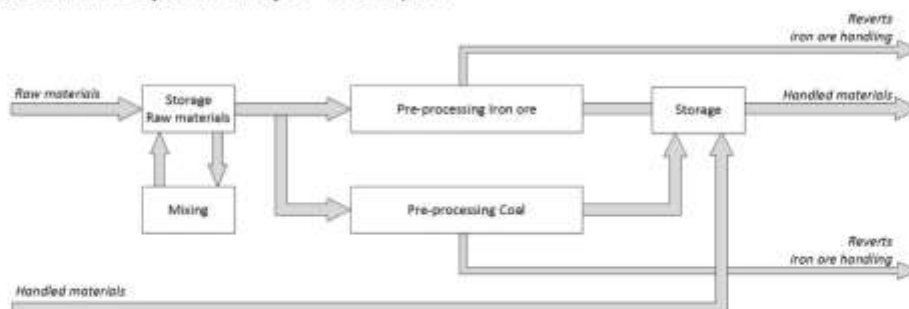 Reverts
iron ore handling
Raw materials
Storage
Raw materials
Pre-processing Iron ore
Storage
Handled materials
Mixing
Pre-processing Coal
Reverts
iron ore handling
Handled materials